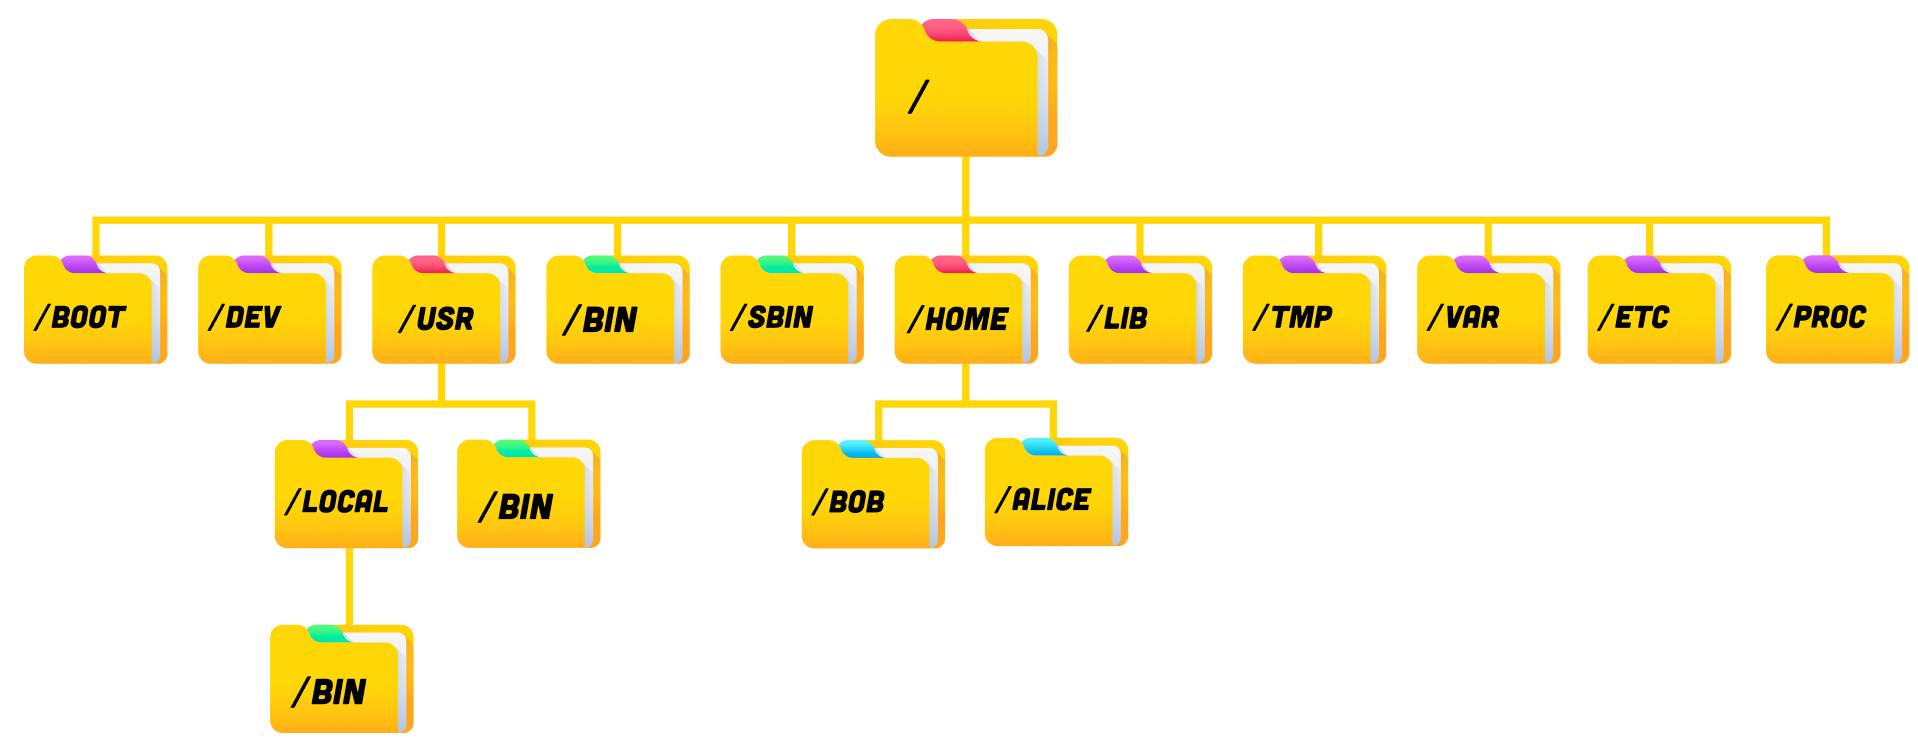 /
/BOOT
/DEV
/USR
/BIN
/SBIN
/HOME
/LIB
/TMP
/VAR
/ETC
/PROC
/LOCAL
/BIN
/BOB
/ALICE
/BIN